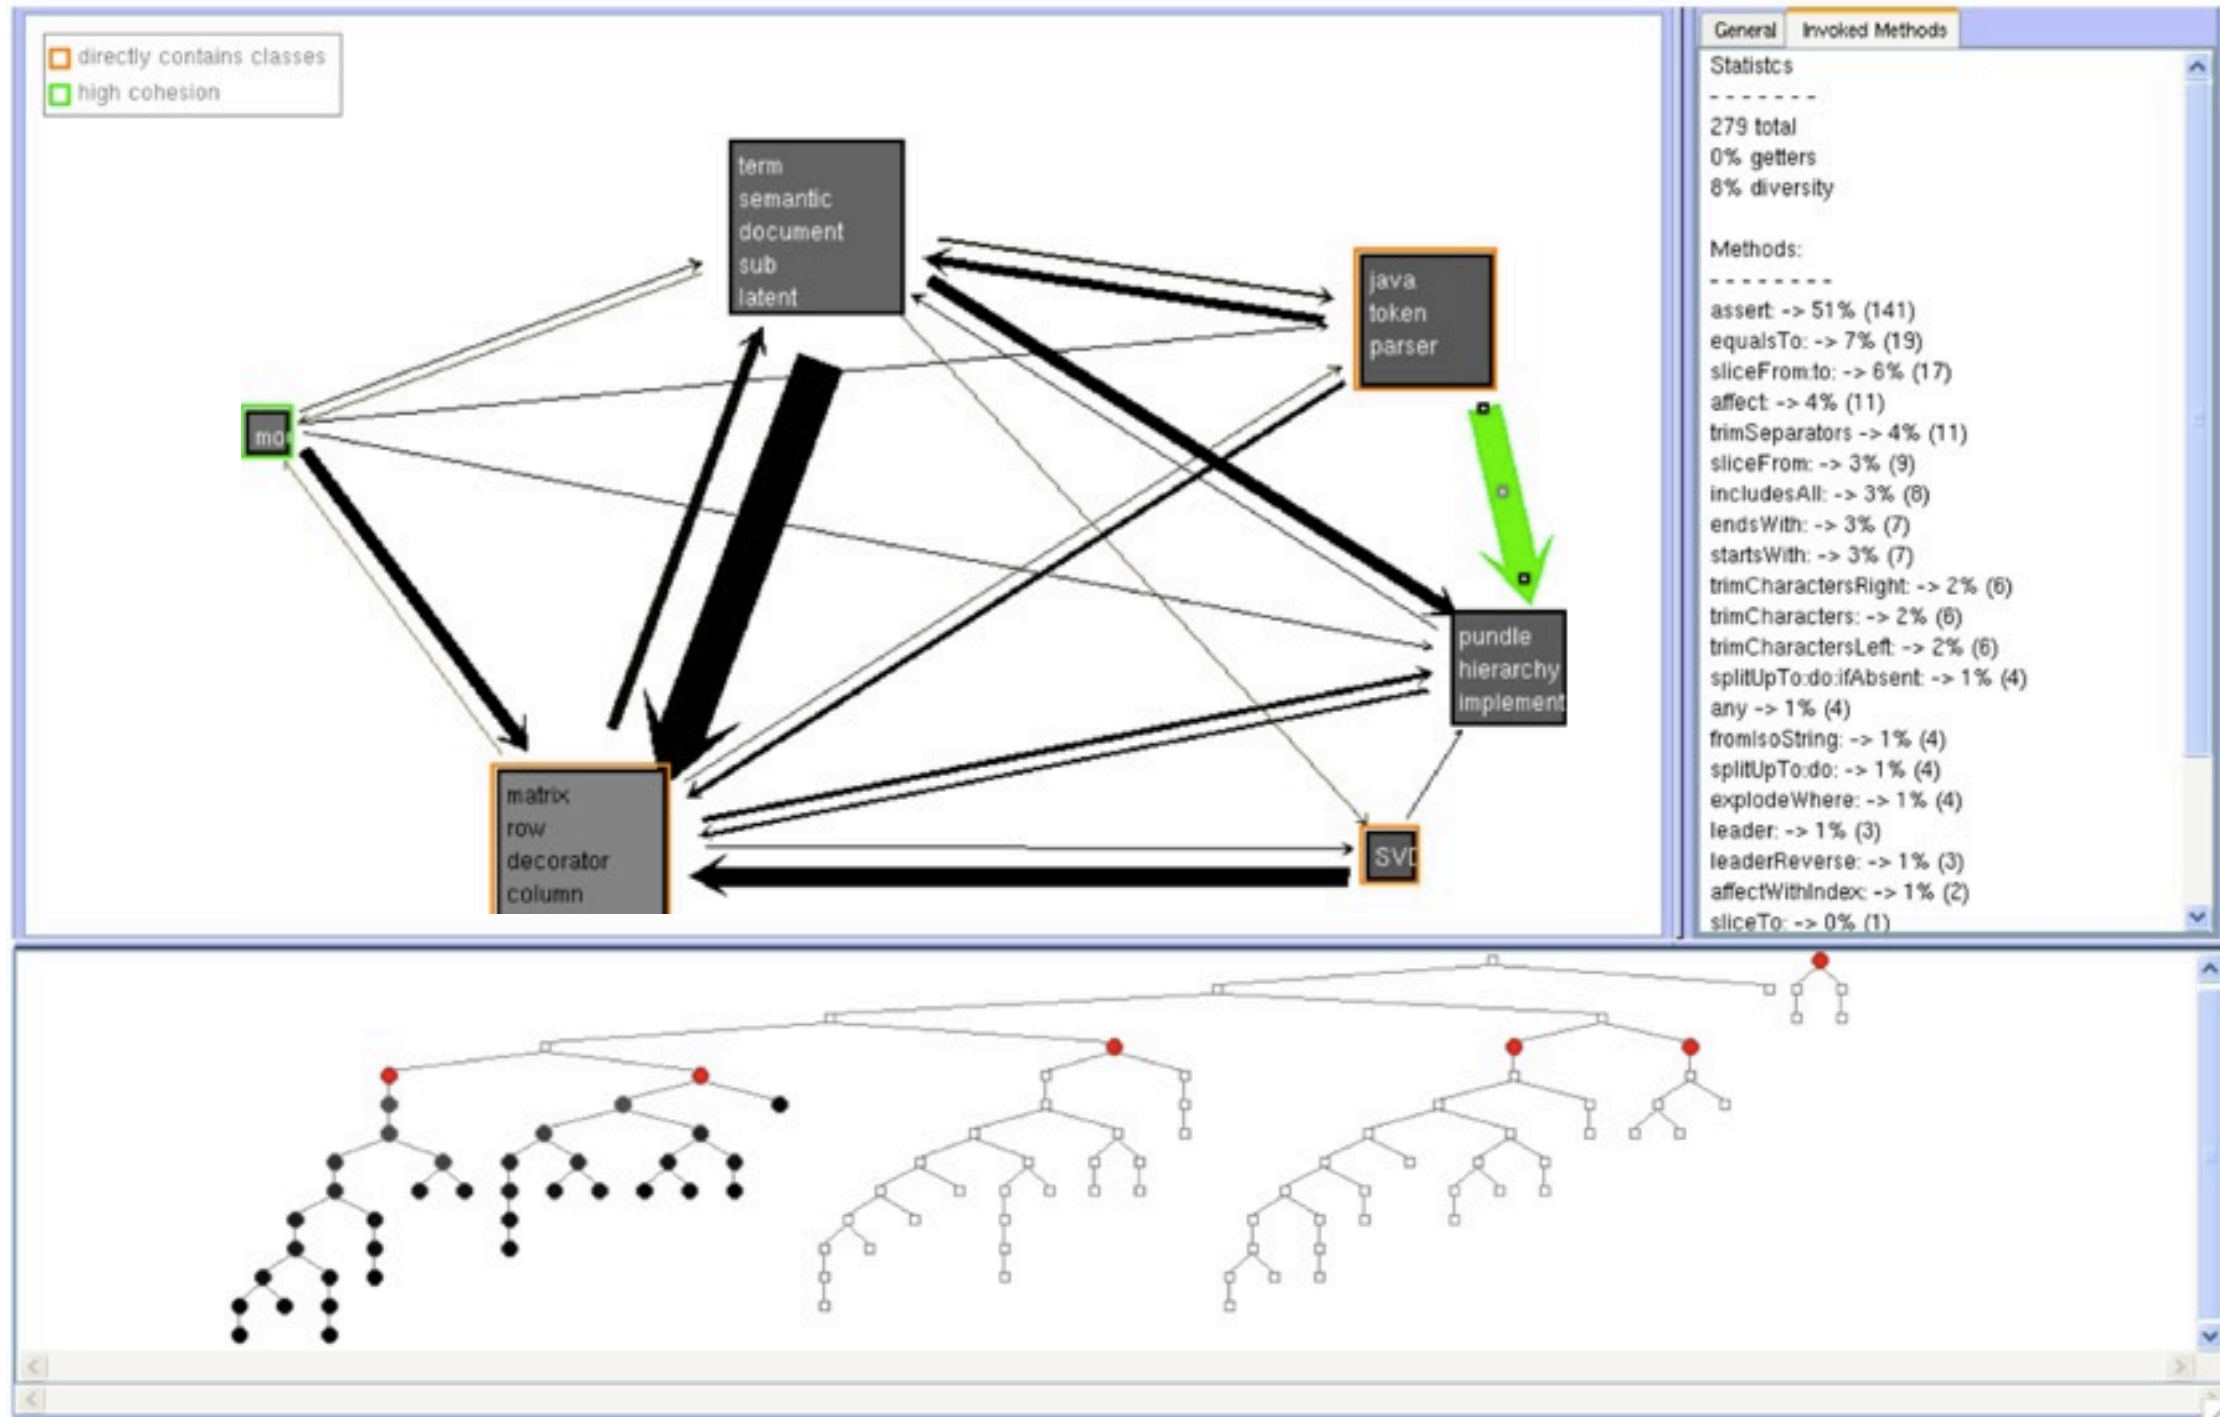 directly contains classes
high cohesion
term
semantic
document
sub
latent
java
token
parser
pundle
hierarchy
implement
matrix
row
decorator
column
General
Invoked Methods
Statistcs
- - - - - - -
279 total
0% getters
8% diversity
Methods:
- - - - - - - -
assert: -> 51% (141)
equalsTo: -> 7% (19)
sliceFrom:to: -> 6% (17)
affect: -> 4% (11)
trimSeparators -> 4% (11)
sliceFrom: -> 3% (9)
includesAll: -> 3% (8)
endsWith: -> 3% (7)
startsWith: -> 3% (7)
trimCharactersRight: -> 2% (6)
trimCharacters: -> 2% (6)
trimCharactersLeft: -> 2% (6)
splitUpTo:do:ifAbsent: -> 1% (4)
any -> 1% (4)
fromIsoString: -> 1% (4)
splitUpTo:do: -> 1% (4)
explodeWhere: -> 1% (4)
leader: -> 1% (3)
leaderReverse: -> 1% (3)
affectWithIndex: -> 1% (2)
sliceTo: -> 0% (1)